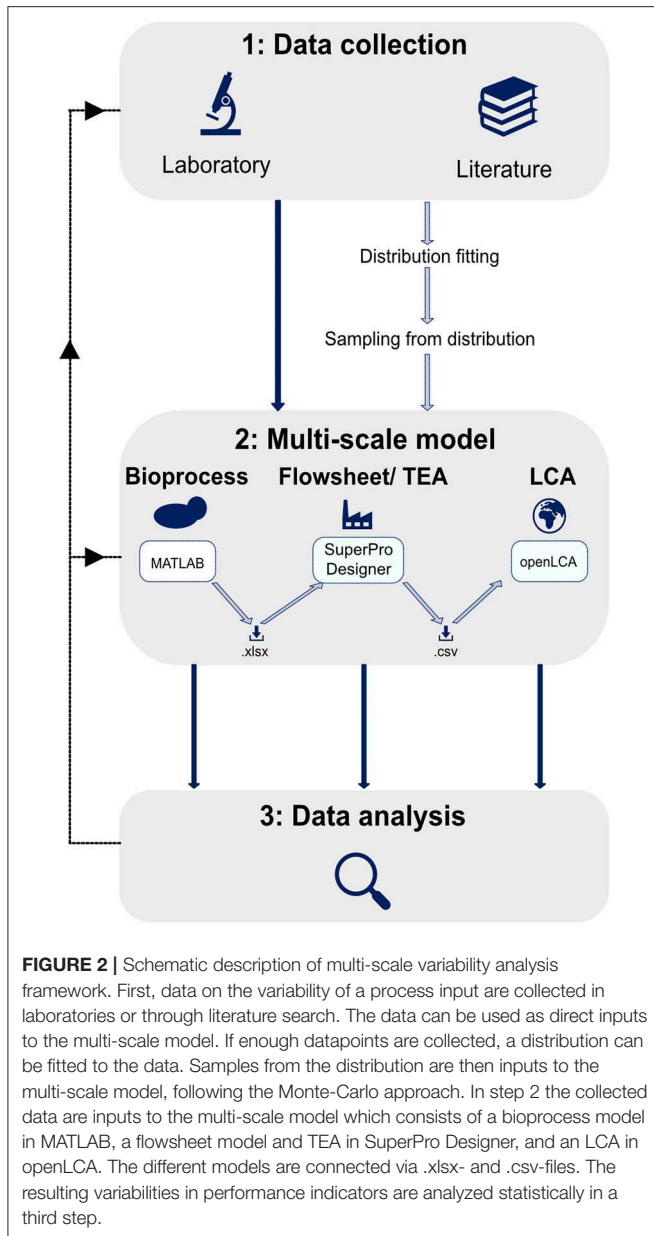 1: Data collection
Laboratory
Literature
Distribution fitting
Sampling from distribution
2: Multi-scale model
Bioprocess
Flowsheet/ TEA
LCA
MATLAB
SuperPro
Designer
openLCA
.xlsx
.csv
3: Data analysis
FIGURE 2 | Schematic description of multi-scale variability analysis
framework. First, data on the variability of a process input are collected in
laboratories or through literature search. The data can be used as direct inputs
to the multi-scale model. If enough datapoints are collected, a distribution can
be fitted to the data. Samples from the distribution are then inputs to the
multi-scale model, following the Monte-Carlo approach. In step 2 the collected
data are inputs to the multi-scale model which consists of a bioprocess model
in MATLAB, a flowsheet model and TEA in SuperPro Designer, and an LCA in
openLCA. The different models are connected via .xlsx- and .csv-files. The
resulting variabilities in performance indicators are analyzed statistically in a
third step.